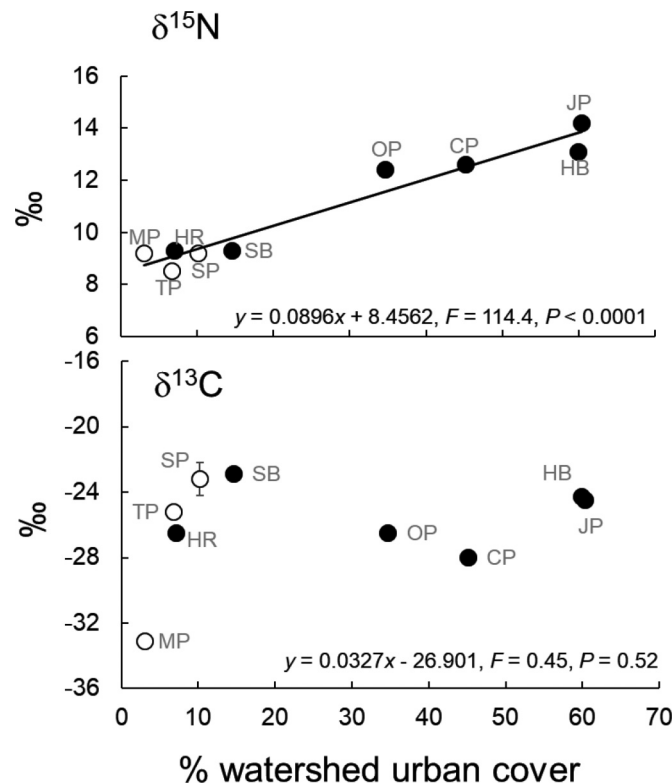 δ¹⁵N
16
14
12
10
8
6
‰
JP
OP
CP
HB
MP
HR
SP
SB
TP
y = 0.0896x + 8.4562, F = 114.4, P < 0.0001
δ¹³C
-16
-20
-24
-28
-32
-36
‰
SP
SB
HB
TP
JP
HR
OP
CP
MP
y = 0.0327x - 26.901, F = 0.45, P = 0.52
0 10 20 30 40 50 60 70
% watershed urban cover